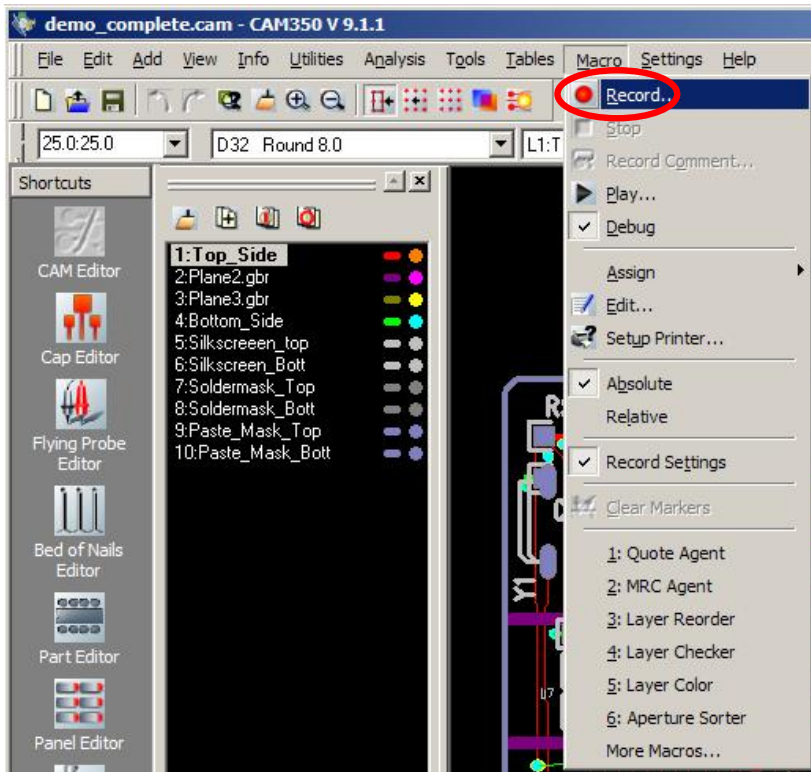 demo_complete.cam - CAM350 V 9.1.1
File Edit Add View Info Utilities Analysis Tools Tables Macro Settings Help
25.0:25.0 D32 Round 8.0 L1:T
Shortcuts
CAM Editor
Cap Editor
Flying Probe
Editor
Bed of Nails
Editor
Part Editor
Panel Editor
1:Top_Side
2:Plane2.gbr
3:Plane3.gbr
4:Bottom_Side
5:Silkscreeen_top
6:Silkscreen_Bott
7:Soldermask_Top
8:Soldermask_Bott
9:Paste_Mask_Top
10:Paste_Mask_Bott
Y1
U7
Record...
Stop
Record Comment...
Play...
Debug
Assign
Edit...
Setup Printer...
Absolute
Relative
Record Settings
Clear Markers
1: Quote Agent
2: MRC Agent
3: Layer Reorder
4: Layer Checker
5: Layer Color
6: Aperture Sorter
More Macros...